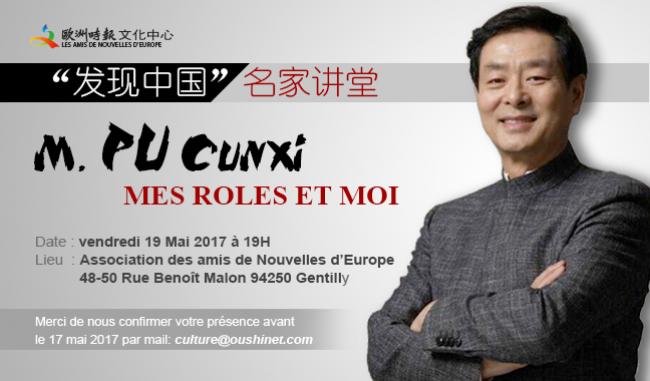 歐洲時報文化中心
LES AMIS DE NOUVELLES D'EUROPE
“发现中国”名家讲堂
M. PU CUNXI
MES ROLES ET MOI
Date : vendredi 19 Mai 2017 à 19H
Lieu : Association des amis de Nouvelles d'Europe
48-50 Rue Benoît Malon 94250 Gentilly
Merci de nous confirmer votre présence avant
le 17 mai 2017 par mail: culture@oushinet.com